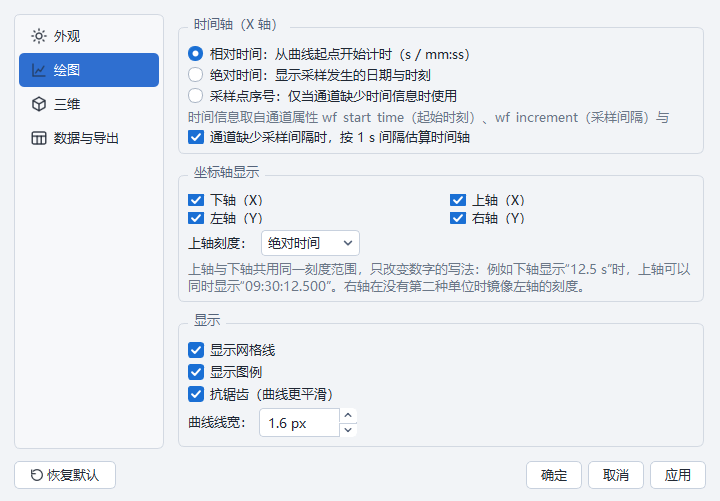 外观
绘图
三维
数据与导出
时间轴（X 轴）
相对时间：从曲线起点开始计时（s / mm:ss）
绝对时间：显示采样发生的日期与时刻
采样点序号：仅当通道缺少时间信息时使用
时间信息取自通道属性 wf start time（起始时刻）、wf increment（采样间隔）与
通道缺少采样间隔时，按 1 s 间隔估算时间轴
坐标轴显示
下轴（X） 上轴（X）
左轴（Y） 右轴（Y）
上轴刻度： 绝对时间
上轴与下轴共用同一刻度范围，只改变数字的写法：例如下轴显示“12.5 s”时，上轴可以
同时显示“09:30:12.500”。右轴在没有第二种单位时镜像左轴的刻度。
显示
显示网格线
显示图例
抗锯齿（曲线更平滑）
曲线线宽： 1.6 px
恢复默认 确定 取消 应用